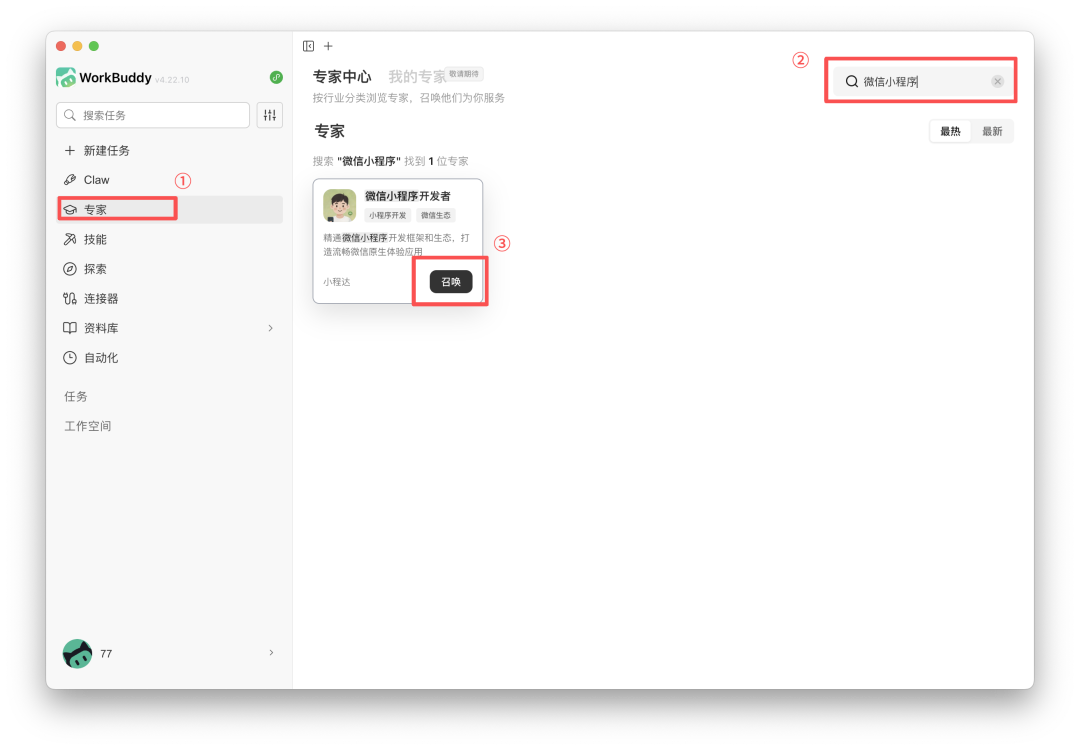 WorkBuddy v4.22.10
搜索任务
新建任务
Claw
①
专家
技能
探索
连接器
资料库
自动化
任务
工作空间
77
专家中心 我的专家 敬请期待
按行业分类浏览专家，召唤他们为你服务
②
微信小程序
专家
最热 最新
搜索 "微信小程序" 找到 1 位专家
微信小程序开发者
小程序开发 微信生态
精通微信小程序开发框架和生态，打
造流畅微信原生体验应用
③
小程达
召唤